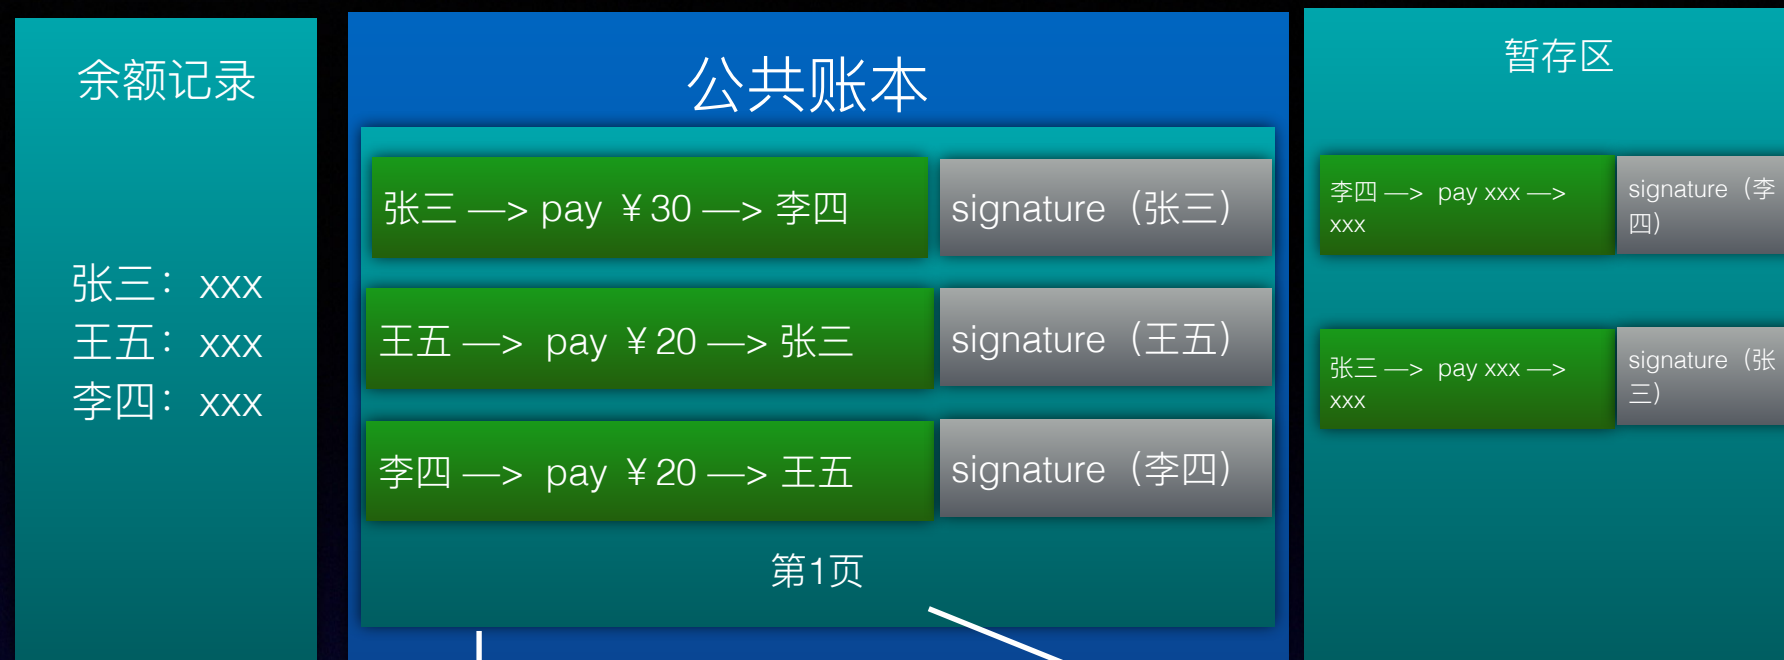 余额记录
张三： xxx
王五： xxx
李四： xxx
公共账本
张三 —> pay ￥30 —> 李四
signature（张三）
王五 —> pay ￥20 —> 张三
signature（王五）
李四 —> pay ￥20 —> 王五
signature（李四）
第1页
暂存区
李四 —> pay xxx —>
xxx
signature（李
四）
张三 —> pay xxx —>
xxx
signature（张
三）